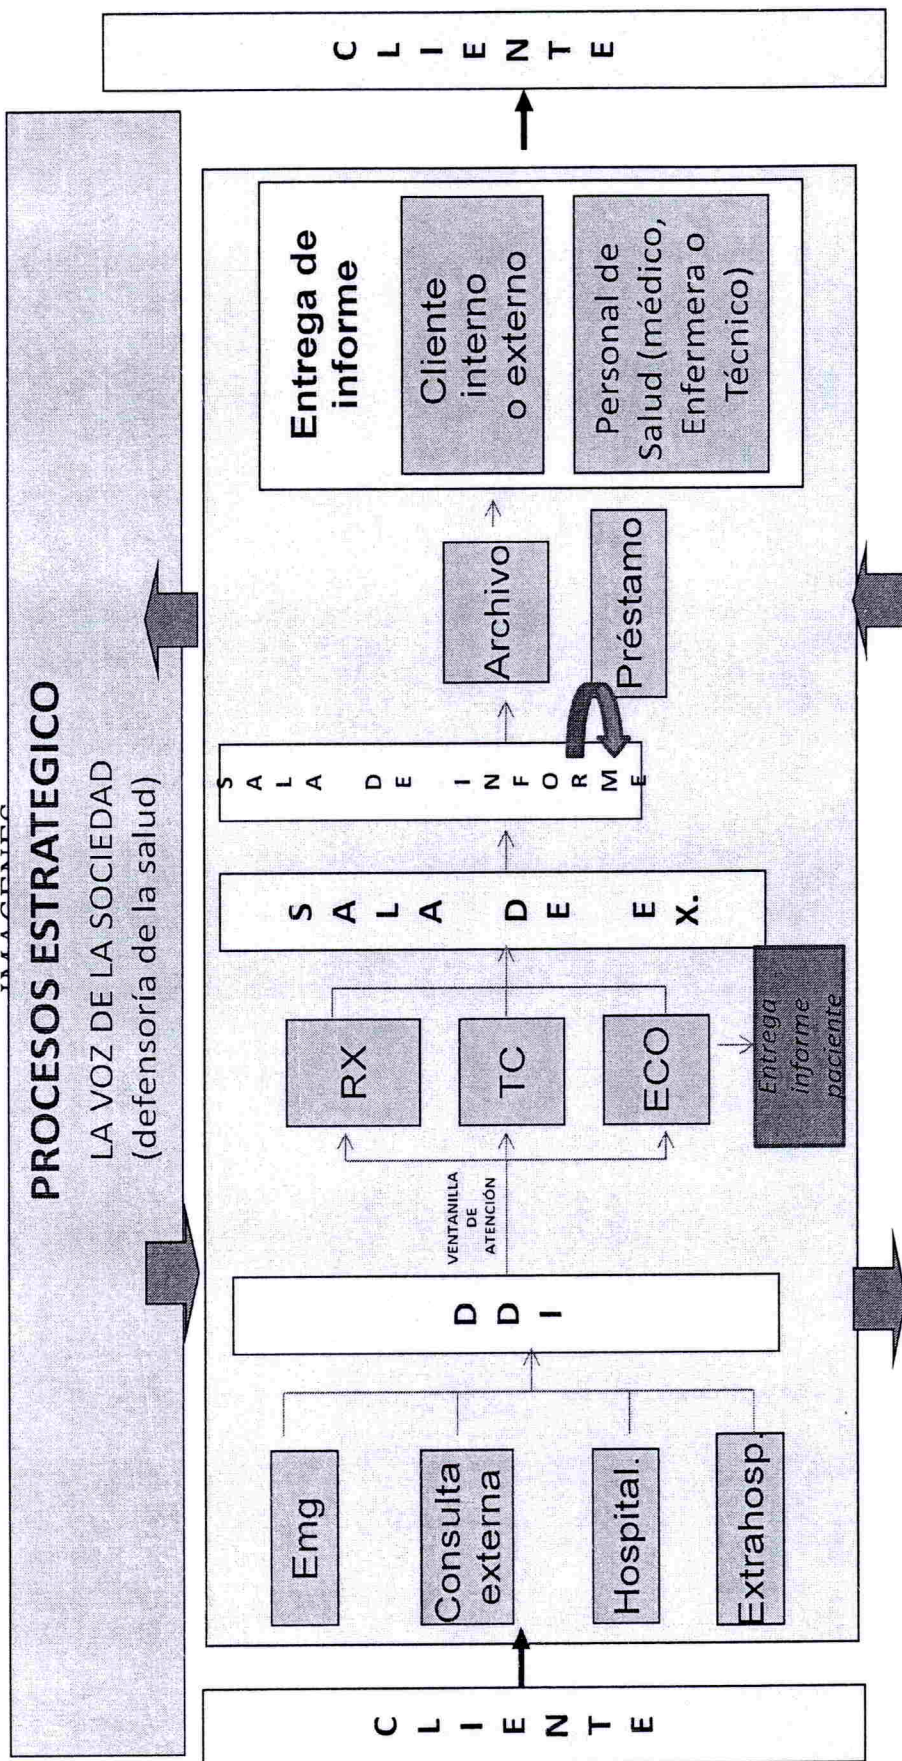 IMAGENES
PROCESOS ESTRATEGICO
LA VOZ DE LA SOCIEDAD
(defensoría de la salud)
CLIENTE
Emg
Consulta
externa
Hospital.
Extrahosp.
DDI
VENTANILLA
DE
ATENCIÓN
RX
TC
ECO
Entrega
informe
paciente
SALA DE EX.
SALA DE INFORME
Archivo
Préstamo
Entrega de
informe
Cliente
interno
o externo
Personal de
Salud (médico,
Enfermera o
Técnico)
CLIENTE